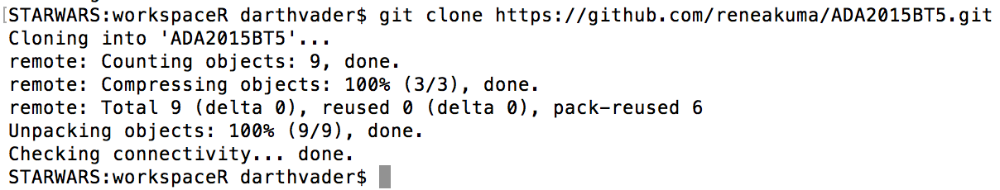 STARWARS:workspaceR darthvader$ git clone https://github.com/reneakuma/ADA2015BT5.git
Cloning into 'ADA2015BT5'...
remote: Counting objects: 9, done.
remote: Compressing objects: 100% (3/3), done.
remote: Total 9 (delta 0), reused 0 (delta 0), pack-reused 6
Unpacking objects: 100% (9/9), done.
Checking connectivity... done.
STARWARS:workspaceR darthvader$